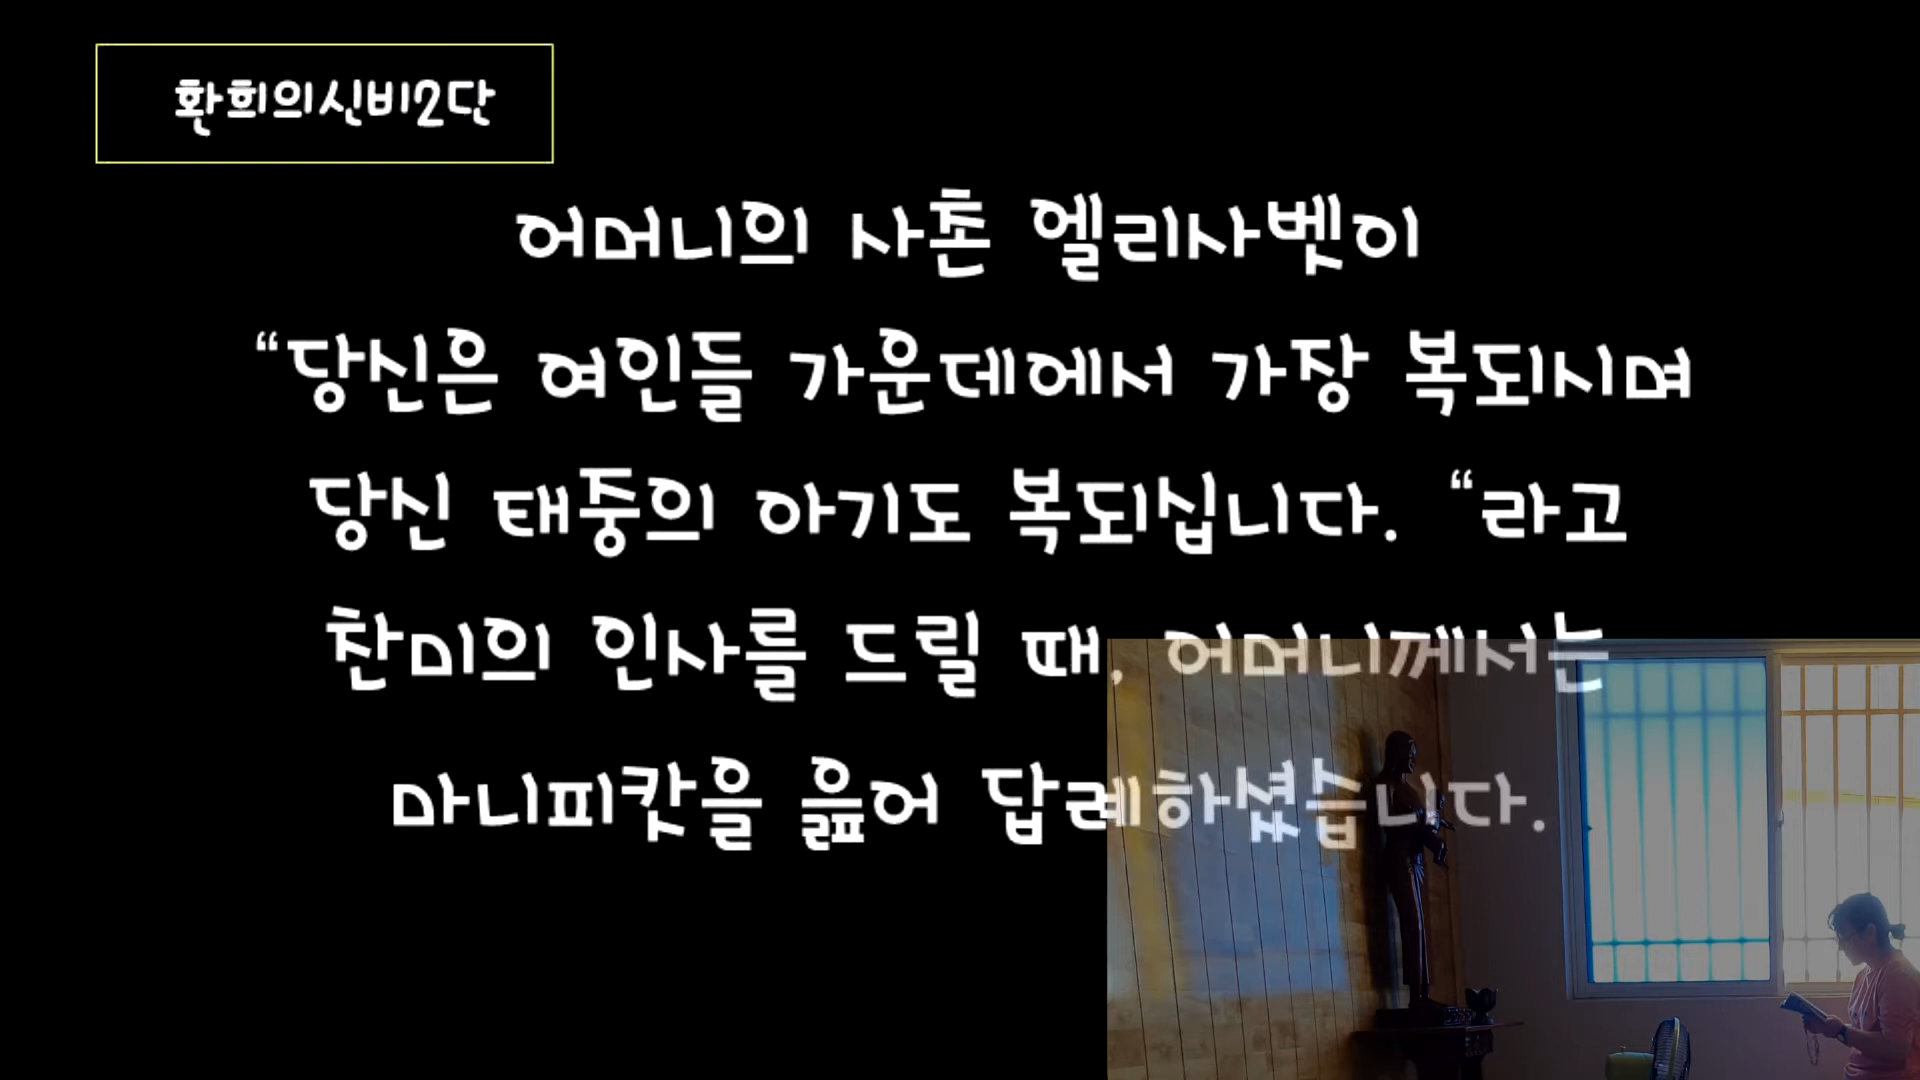 환희의신비2단
어머니의 사촌 엘리사벳이
“당신은 여인들 가운데에서 가장 복되시며
당신 태중의 아기도 복되십니다. “라고
찬미의 인사를 드릴 때, 어머니께서는
마니피캇을 읊어 답례하셨습니다.